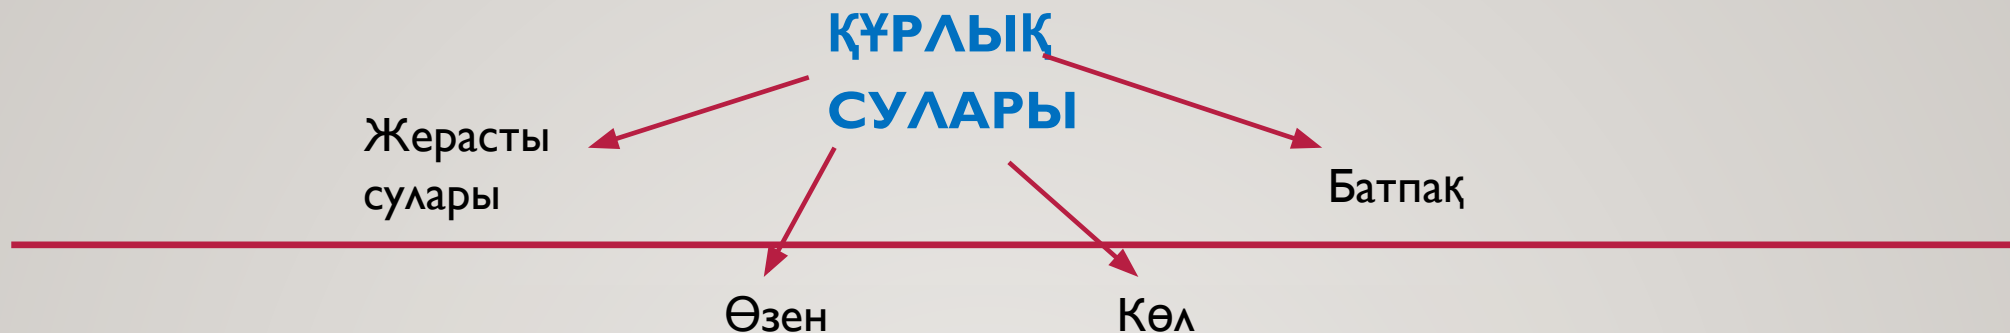 ҚҰРЛЫҚ
СУЛАРЫ
Жерасты
сулары
Батпақ
Өзен
Көл